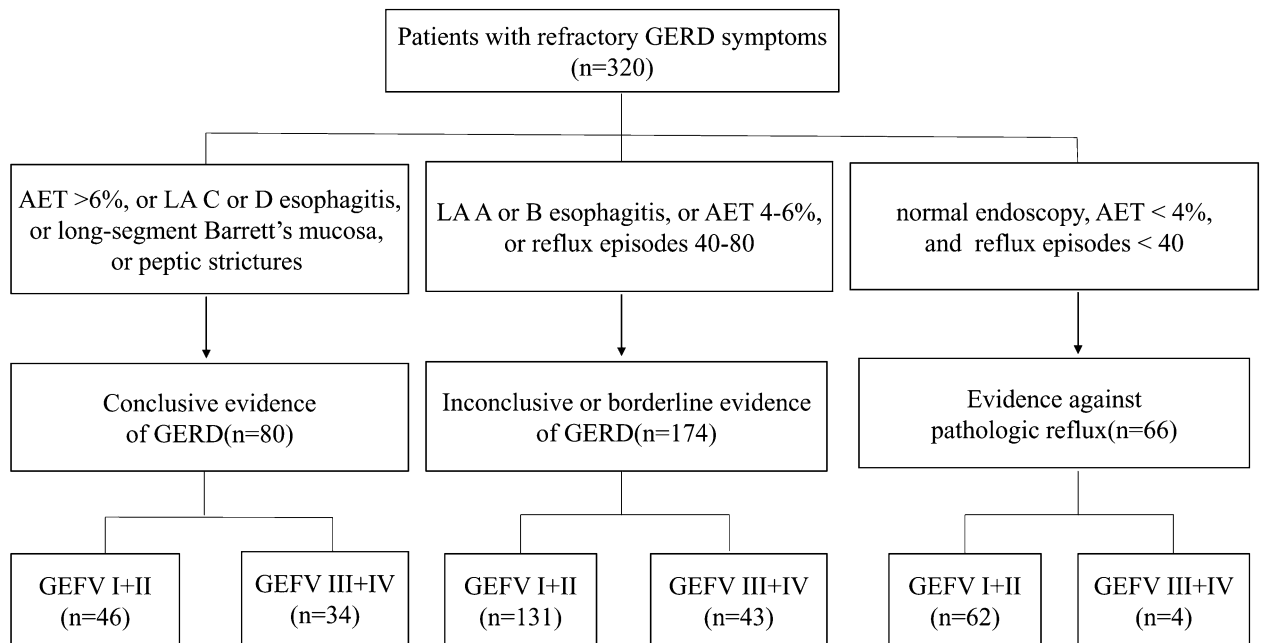 Patients with refractory GERD symptoms
(n=320)
AET >6%, or LA C or D esophagitis,
or long-segment Barrett’s mucosa,
or peptic strictures
LA A or B esophagitis, or AET 4-6%,
or reflux episodes 40-80
normal endoscopy, AET < 4%,
and reflux episodes < 40
Conclusive evidence
of GERD(n=80)
Inconclusive or borderline evidence
of GERD(n=174)
Evidence against
pathologic reflux(n=66)
GEFV I+II
(n=46)
GEFV III+IV
(n=34)
GEFV I+II
(n=131)
GEFV III+IV
(n=43)
GEFV I+II
(n=62)
GEFV III+IV
(n=4)